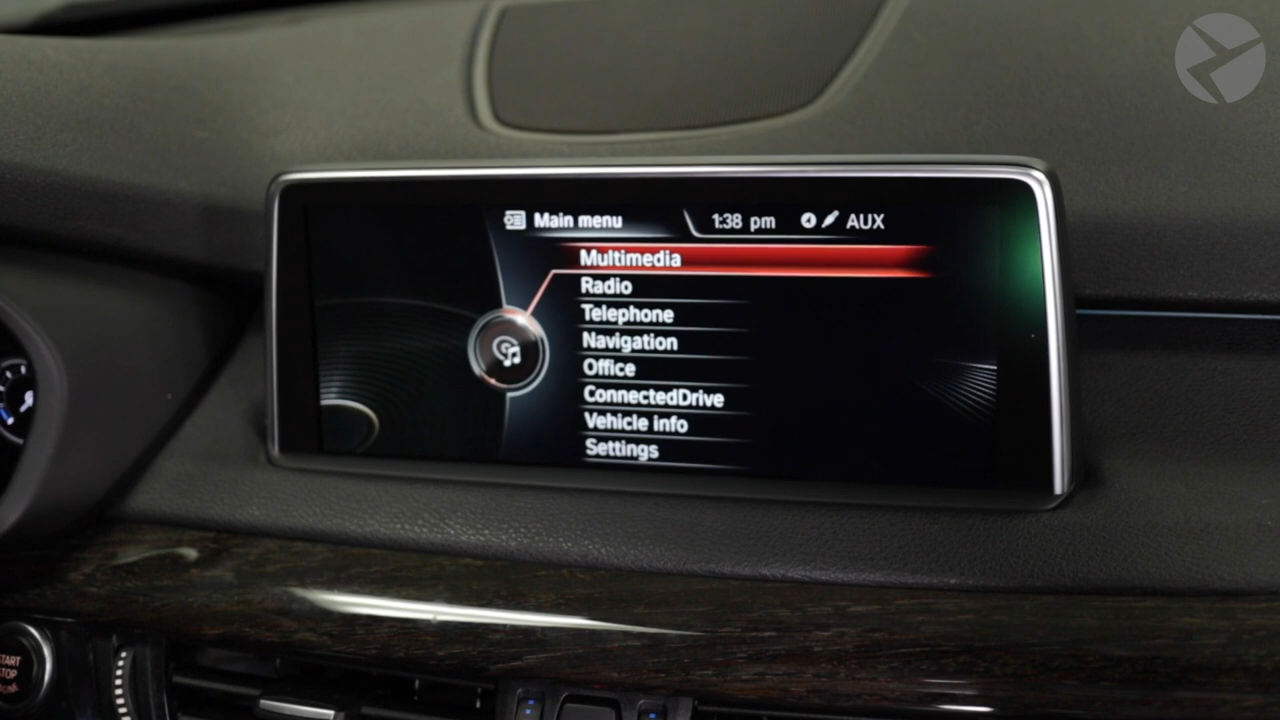 Main menu 1:38 pm AUX
Multimedia
Radio
Telephone
Navigation
Office
ConnectedDrive
Vehicle info
Settings
START
STOP